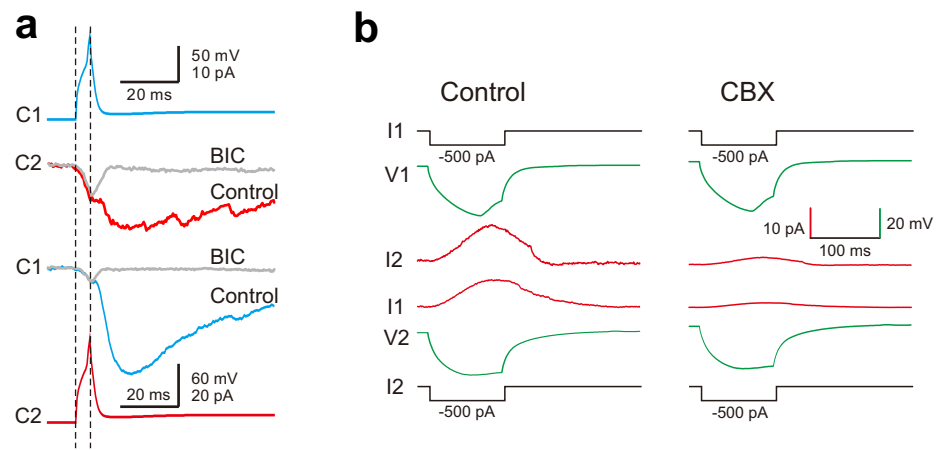 a
50 mV
10 pA
20 ms
C1
C2
BIC
Control
C1
BIC
Control
20 ms
60 mV
20 pA
C2
b
Control
CBX
I1
-500 pA
-500 pA
V1
10 pA
20 mV
100 ms
I2
I1
V2
I2
-500 pA
-500 pA